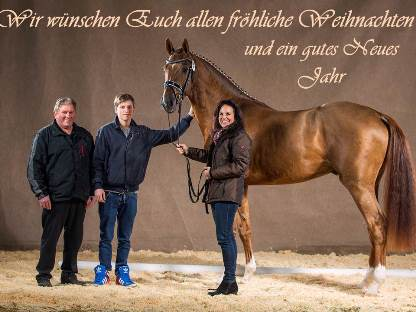 Wir wünschen Euch allen fröhliche Weihnachten
und ein gutes Neues
Jahr